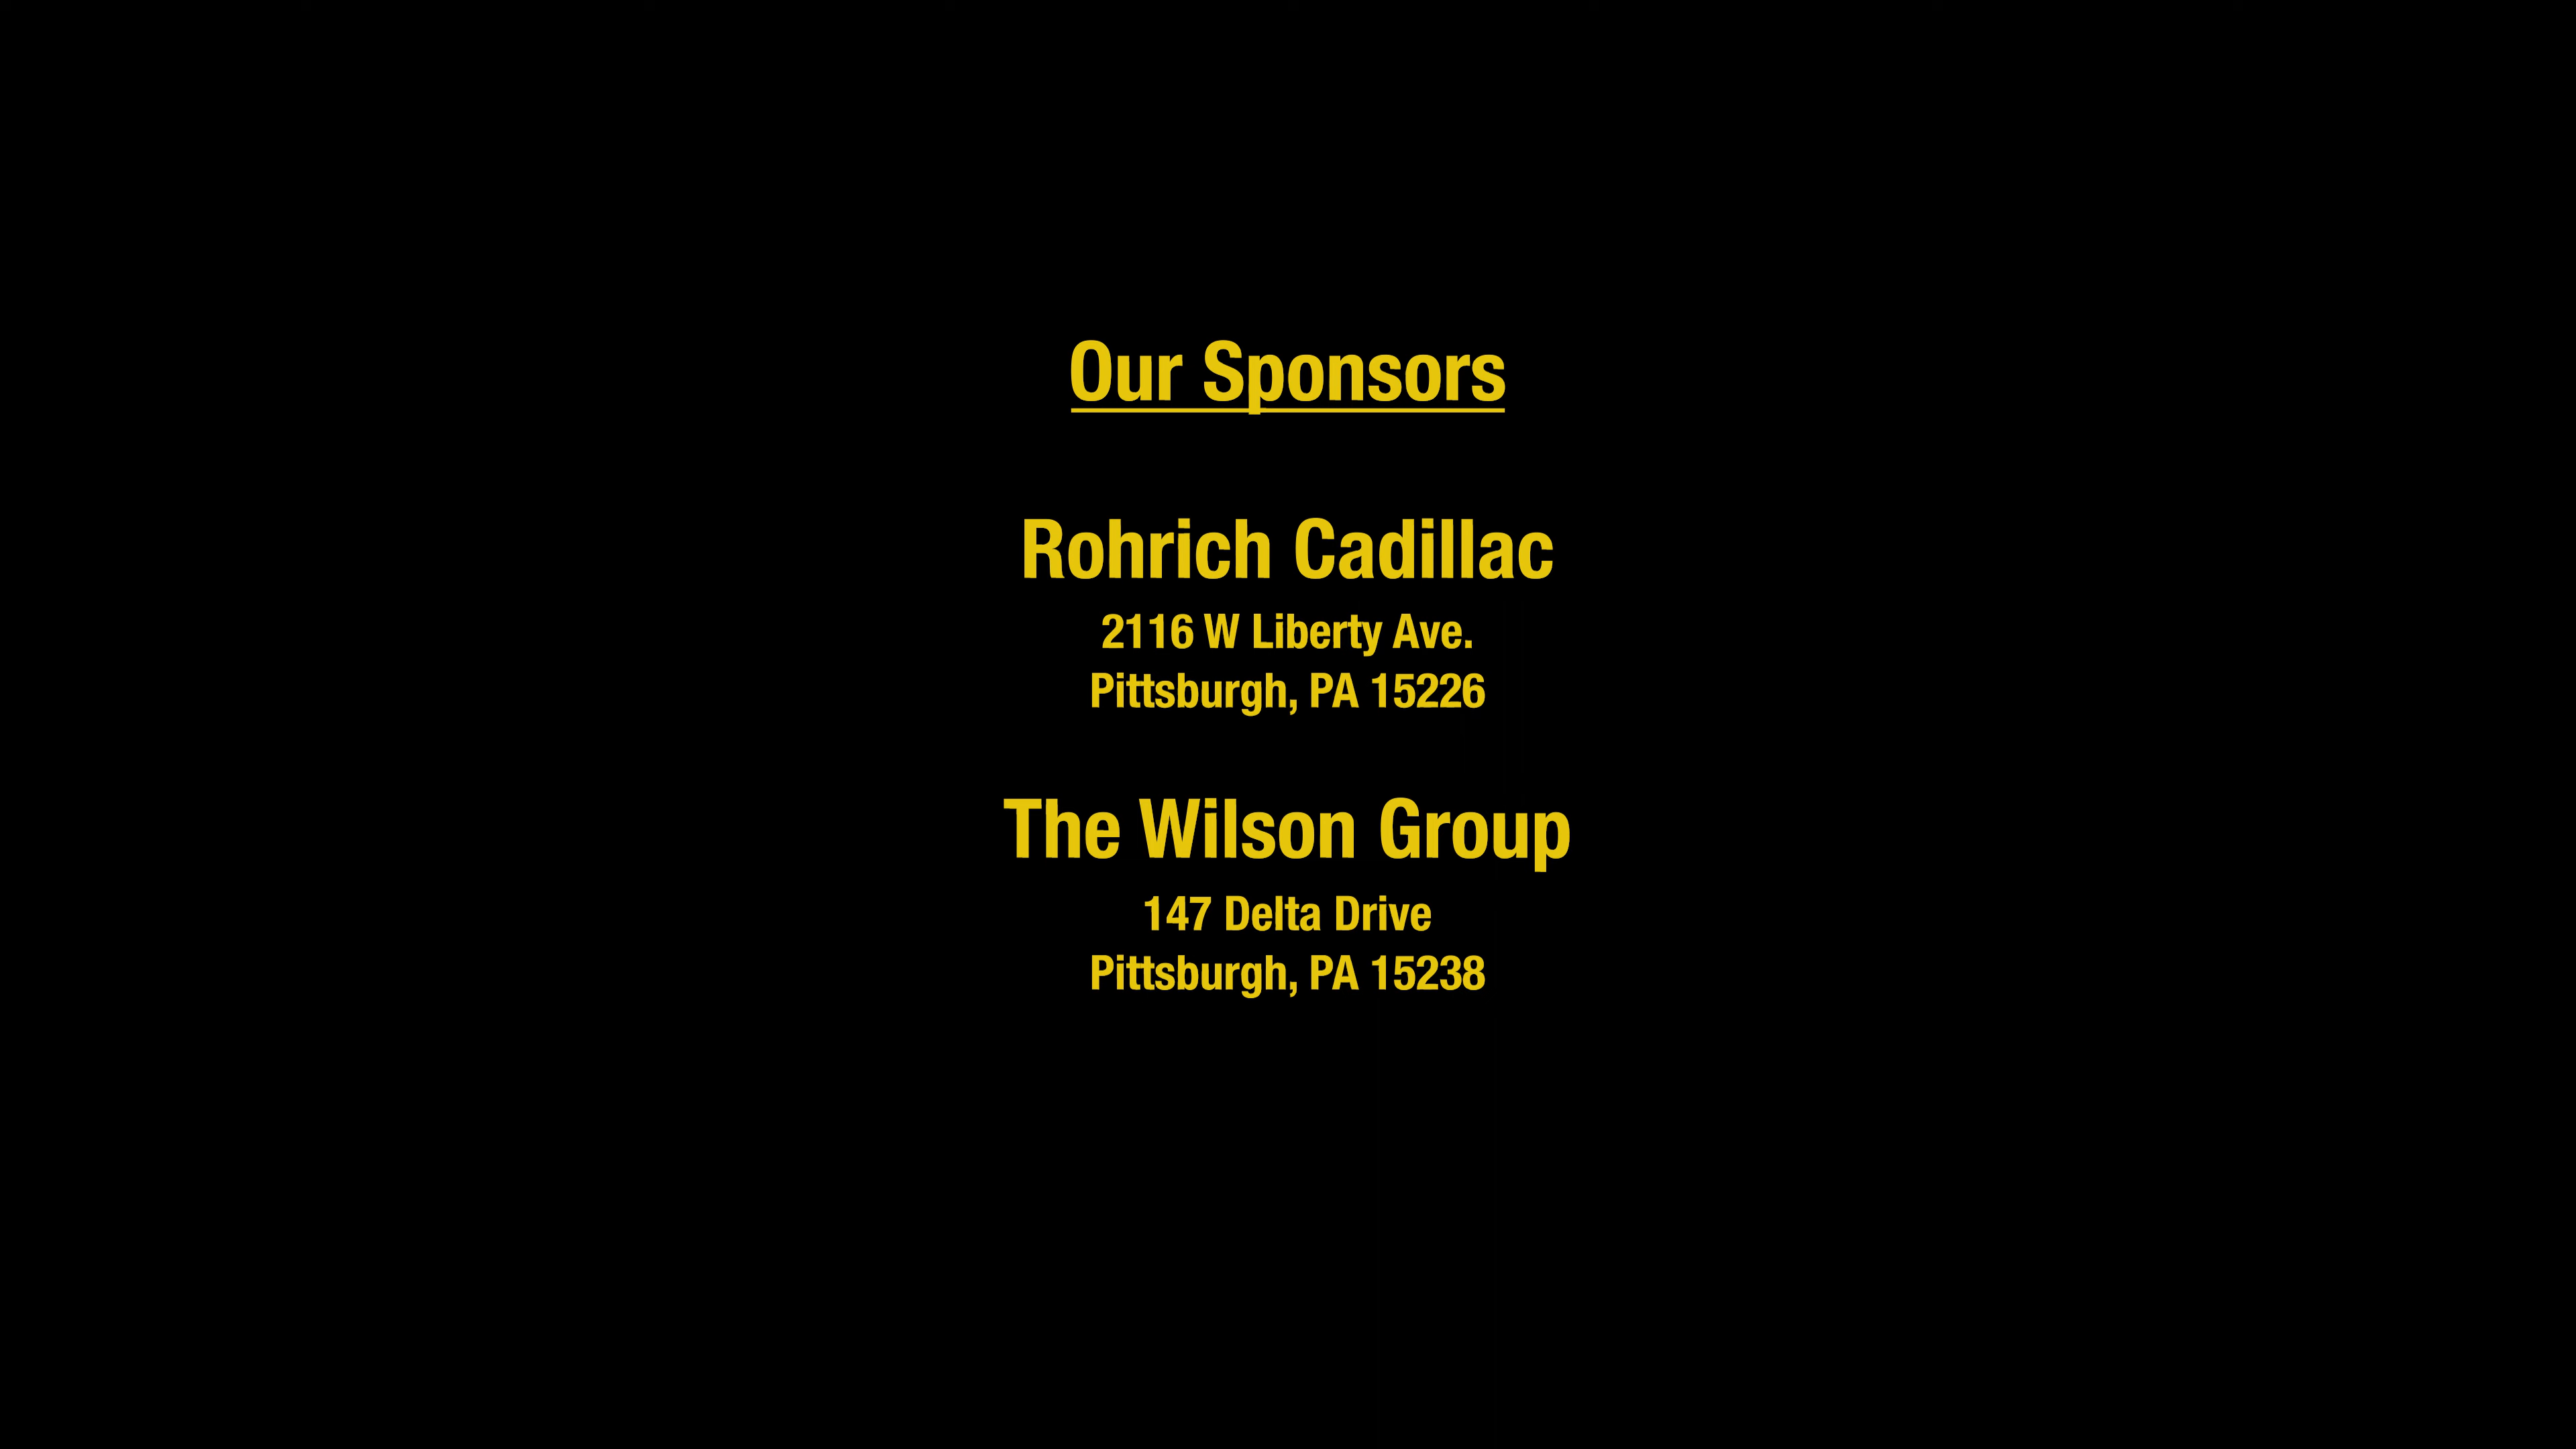 Our Sponsors
Rohrich Cadillac
2116 W Liberty Ave.
Pittsburgh, PA 15226
The Wilson Group
147 Delta Drive
Pittsburgh, PA 15238